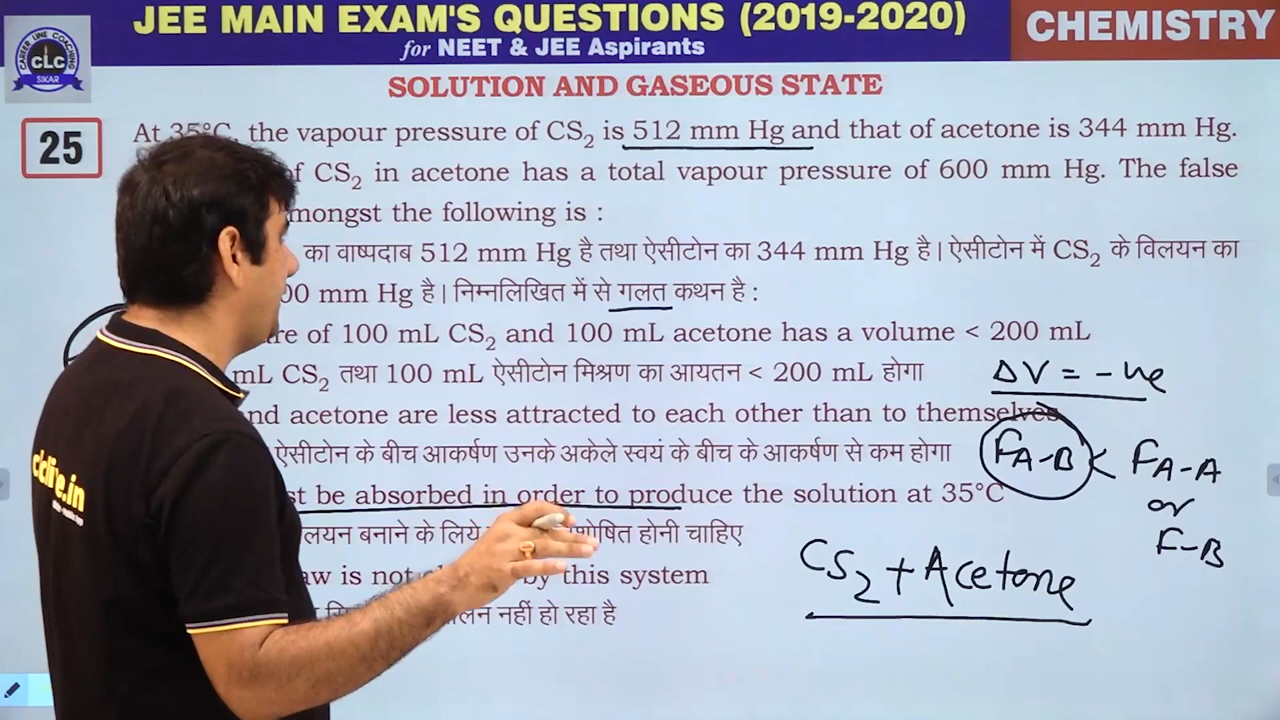 JEE MAIN EXAM'S QUESTIONS (2019-2020)
for NEET & JEE Aspirants
CHEMISTRY
CAREER LINE COACHING
CLC
SIKAR
SOLUTION AND GASEOUS STATE
25
At 35°C, the vapour pressure of CS₂ is 512 mm Hg and that of acetone is 344 mm Hg.
of CS₂ in acetone has a total vapour pressure of 600 mm Hg. The false
mongst the following is :
का वाष्पदाब 512 mm Hg है तथा ऐसीटोन का 344 mm Hg है। ऐसीटोन में CS₂ के विलयन का
00 mm Hg है। निम्नलिखित में से गलत कथन है :
re of 100 mL CS₂ and 100 mL acetone has a volume < 200 mL
mL CS₂ तथा 100 mL ऐसीटोन मिश्रण का आयतन < 200 mL होगा
ΔV = -ve
nd acetone are less attracted to each other than to themselves
ऐसीटोन के बीच आकर्षण उनके अकेले स्वयं के बीच के आकर्षण से कम होगा
F A-B < F A-A
or
F-B
st be absorbed in order to produce the solution at 35°C
लयन बनाने के लिये शोषित होनी चाहिए
CS₂ + Acetone
aw is not by this system
नहीं हो रहा है
clclive.in